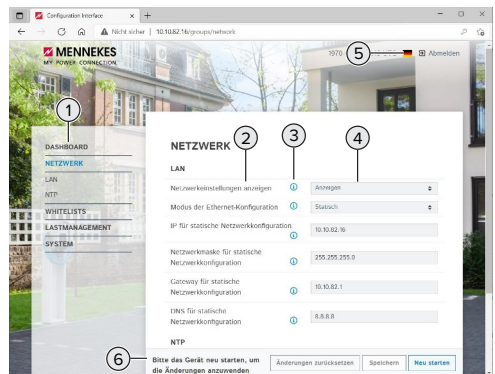 Configuration Interface
Nicht sicher | 10.10.82.16/groups/network
MENNEKES
MY POWER CONNECTION
1970-
Abmelden
5
1
2
3
4
DASHBOARD
NETZWERK
LAN
NTP
WHITELISTS
LASTMANAGEMENT
SYSTEM
NETZWERK
LAN
Netzwerkeinstellungen anzeigen
Anzeigen
Modus der Ethernet-Konfiguration
Statisch
IP für statische Netzwerkkonfiguration
10.10.82.16
Netzwerkmaske für statische
Netzwerkkonfiguration
255.255.255.0
Gateway für statische
Netzwerkkonfiguration
10.10.82.1
DNS für statische
Netzwerkkonfiguration
8.8.8.8
NTP
6
Bitte das Gerät neu starten, um
die Änderungen anzuwenden
Änderungen zurücksetzen
Speichern
Neu starten